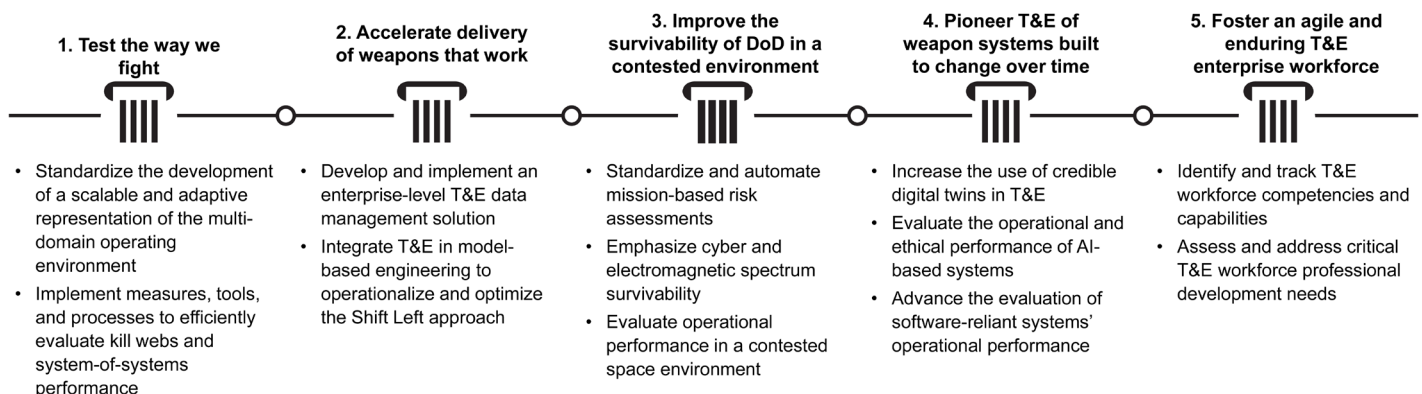 1. Test the way we
fight
• Standardize the development
of a scalable and adaptive
representation of the multi-
domain operating
environment
• Implement measures, tools,
and processes to efficiently
evaluate kill webs and
system-of-systems
performance
2. Accelerate delivery
of weapons that work
• Develop and implement an
enterprise-level T&E data
management solution
• Integrate T&E in model-
based engineering to
operationalize and optimize
the Shift Left approach
3. Improve the
survivability of DoD in a
contested environment
• Standardize and automate
mission-based risk
assessments
• Emphasize cyber and
electromagnetic spectrum
survivability
• Evaluate operational
performance in a contested
space environment
4. Pioneer T&E of
weapon systems built
to change over time
• Increase the use of credible
digital twins in T&E
• Evaluate the operational and
ethical performance of AI-
based systems
• Advance the evaluation of
software-reliant systems’
operational performance
5. Foster an agile and
enduring T&E
enterprise workforce
• Identify and track T&E
workforce competencies and
capabilities
• Assess and address critical
T&E workforce professional
development needs